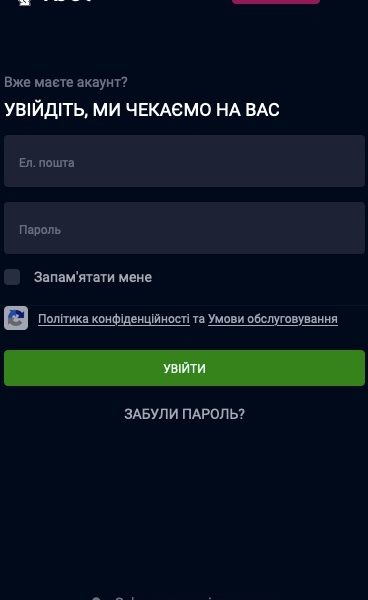 Вже маєте акаунт?
УВІЙДІТЬ, МИ ЧЕКАЄМО НА ВАС
Ел. пошта
Пароль
Запам'ятати мене
Політика конфіденційності та Умови обслуговування
УВІЙТИ
ЗАБУЛИ ПАРОЛЬ?